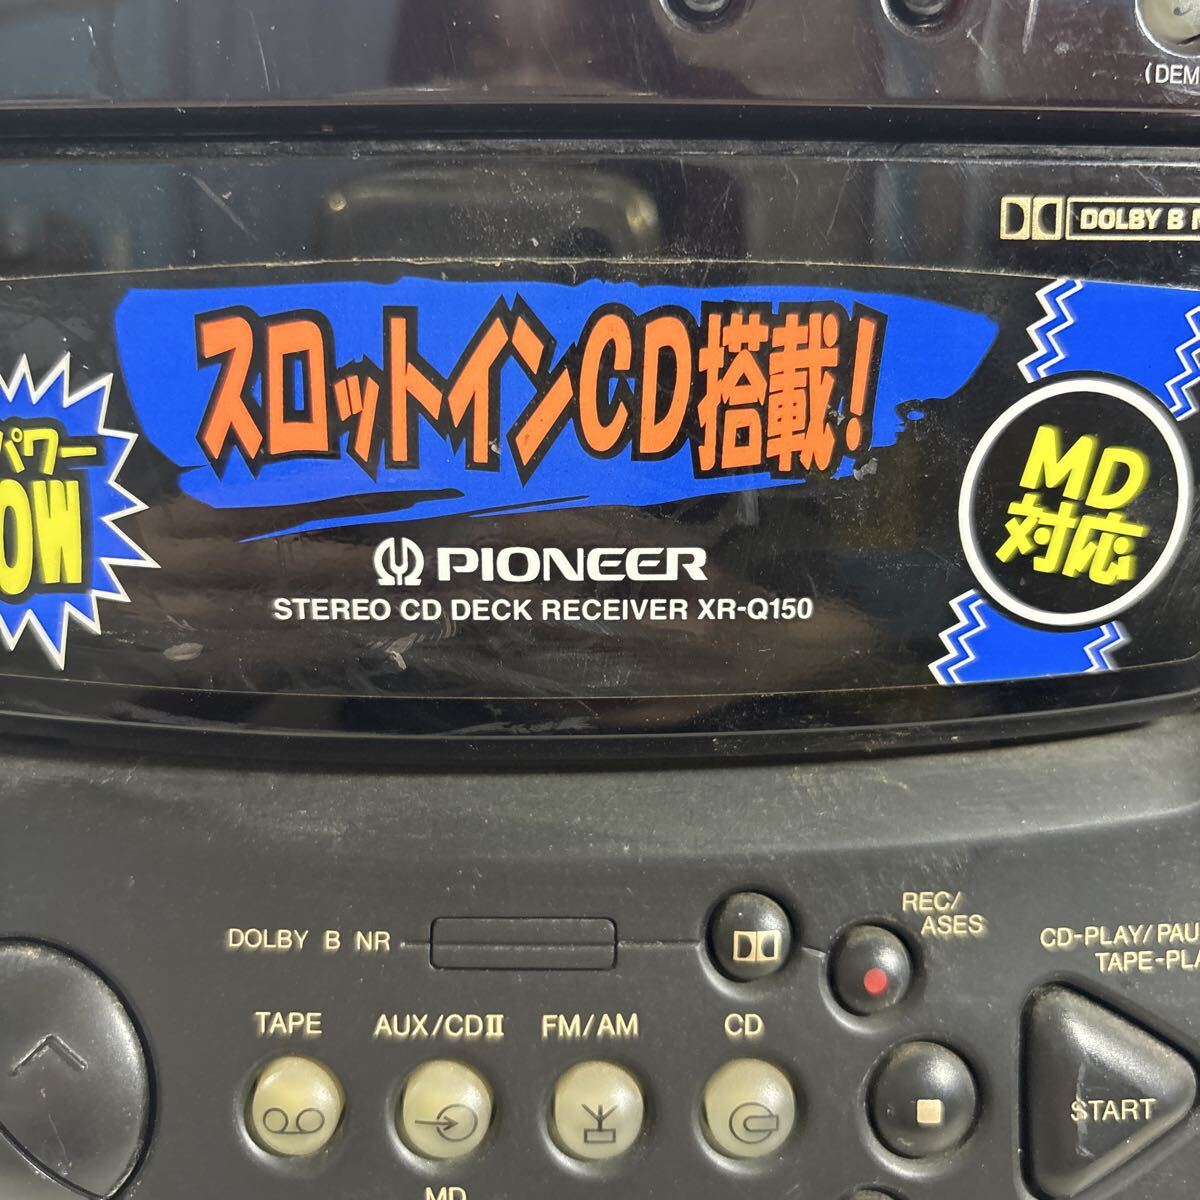 (DEM
DOLBY B N
スロットインCD搭載!
パワー
0W
MD
対応
PIONEER
STEREO CD DECK RECEIVER XR-Q150
REC/
ASES
DOLBY B NR
CD-PLAY/PAU
TAPE-PLA
TAPE AUX/CDII FM/AM CD
START
MD